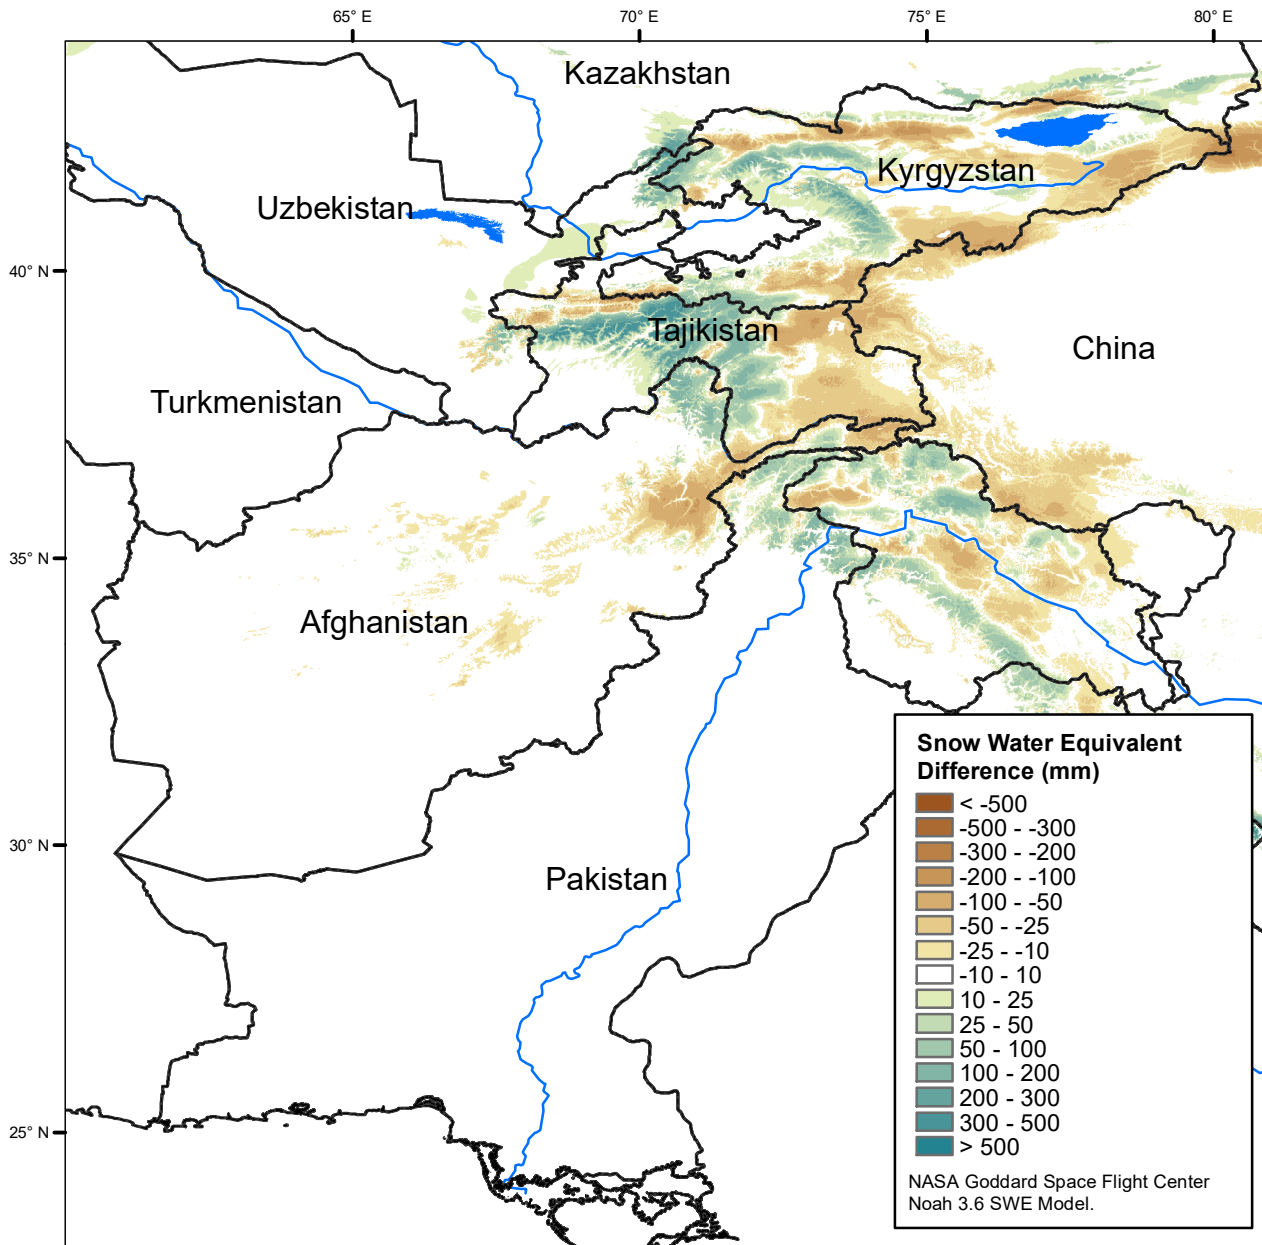 65° E
70° E
75° E
80° E
Kazakhstan
Kyrgyzstan
Uzbekistan
40° N
Tajikistan
China
Turkmenistan
35° N
Afghanistan
Snow Water Equivalent
Difference (mm)
< -500
-500 - -300
-300 - -200
-200 - -100
-100 - -50
-50 - -25
-25 - -10
-10 - 10
10 - 25
25 - 50
50 - 100
100 - 200
200 - 300
300 - 500
> 500
NASA Goddard Space Flight Center
Noah 3.6 SWE Model.
30° N
Pakistan
25° N